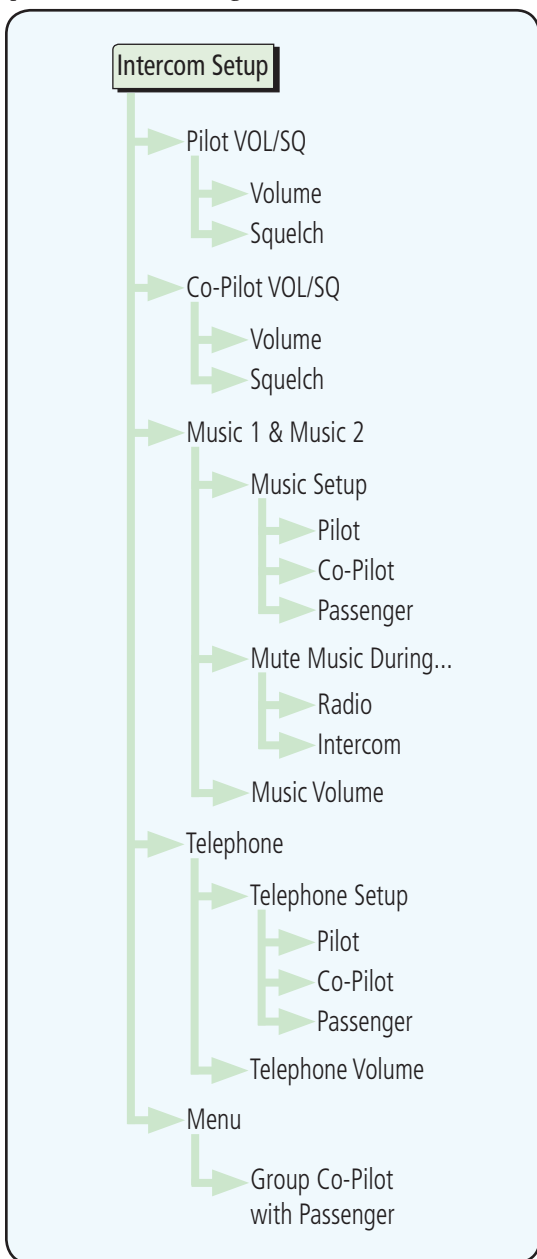 Intercom Setup
Pilot VOL/SQ
Volume
Squelch
Co-Pilot VOL/SQ
Volume
Squelch
Music 1 & Music 2
Music Setup
Pilot
Co-Pilot
Passenger
Mute Music During...
Radio
Intercom
Music Volume
Telephone
Telephone Setup
Pilot
Co-Pilot
Passenger
Telephone Volume
Menu
Group Co-Pilot
with Passenger